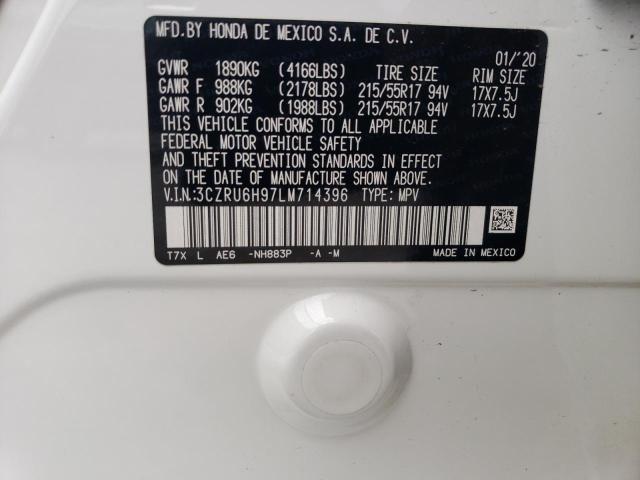 MFD.BY HONDA DE MEXICO S.A. DE C.V.
01/'20
GVWR 1890KG (4166LBS) TIRE SIZE RIM SIZE
GAWR F 988KG (2178LBS) 215/55R17 94V 17X7.5J
GAWR R 902KG (1988LBS) 215/55R17 94V 17X7.5J
THIS VEHICLE CONFORMS TO ALL APPLICABLE
FEDERAL MOTOR VEHICLE SAFETY
AND THEFT PREVENTION STANDARDS IN EFFECT
ON THE DATE OF MANUFACTURE SHOWN ABOVE.
V.I.N:3CZRU6H97LM714396 TYPE: MPV
T7X L AE6 -NH883P -A -M MADE IN MEXICO